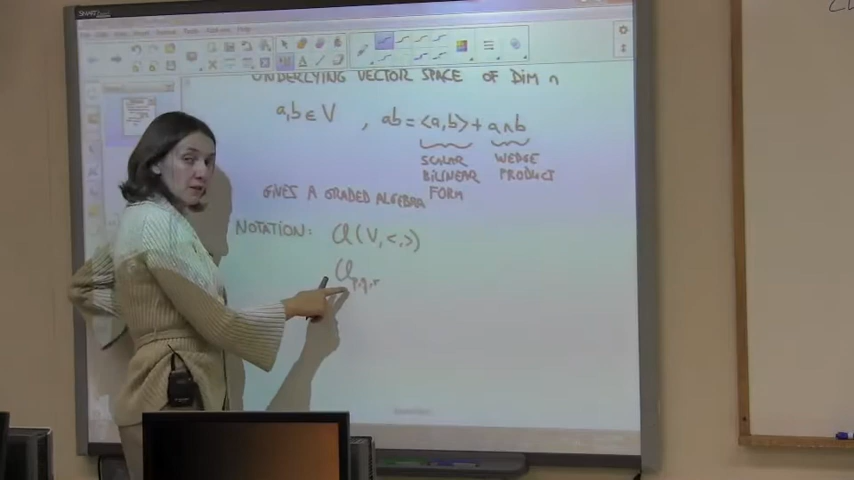 UNDERLYING VECTOR SPACE OF DIM n
a,b ∈ V , ab = <a,b> + a∧b
SCALAR WEDGE
BILINEAR PRODUCT
GIVES A GRADED ALGEBRA FORM
NOTATION: Cl(V,<,>)
Cl p,q,r